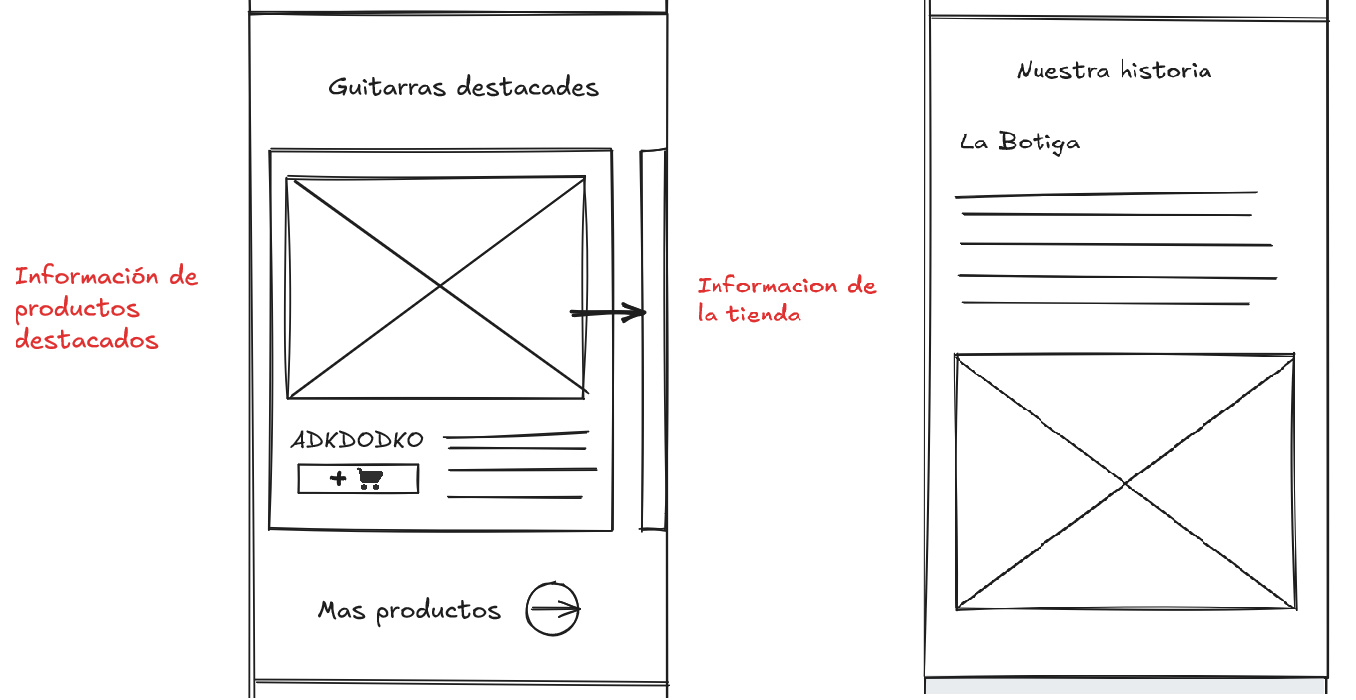 Guitarras destacades
Información de
productos
destacados
ADKDODKO
+
Mas productos
Informacion de
la tienda
Nuestra historia
La Botiga